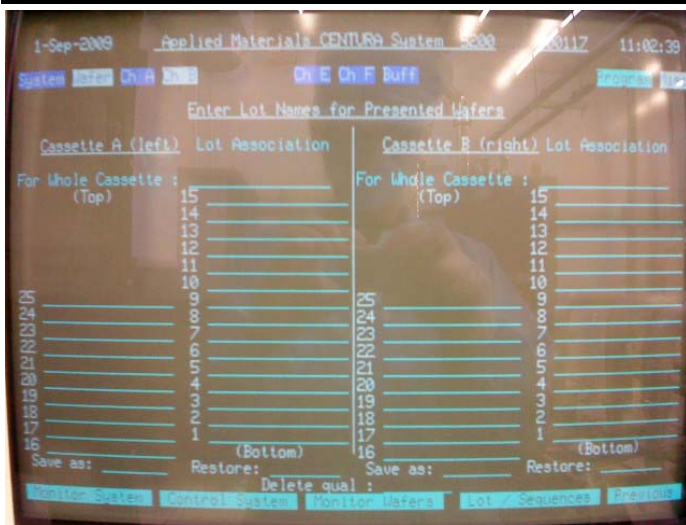 1-Sep-2009 Applied Materials CENTURA System 5200 11:02:39
System Wafer Ch A Ch B Ch E Ch F Buff Program
Enter Lot Names for Presented Wafers
Cassette A (left) Lot Association Cassette B (right) Lot Association
For Whole Cassette : For Whole Cassette :
(Top) 15 (Top) 15
14 14
13 13
12 12
11 11
10 10
25 9 25 9
24 8 24 8
23 7 23 7
22 6 22 6
21 5 21 5
20 4 20 4
19 3 19 3
18 2 18 2
17 1 17 1
16 (Bottom) 16 (Bottom)
Save as: Restore: Save as: Restore:
Delete qual :
Monitor System Control System Monitor Wafers Lot / Sequences Previous